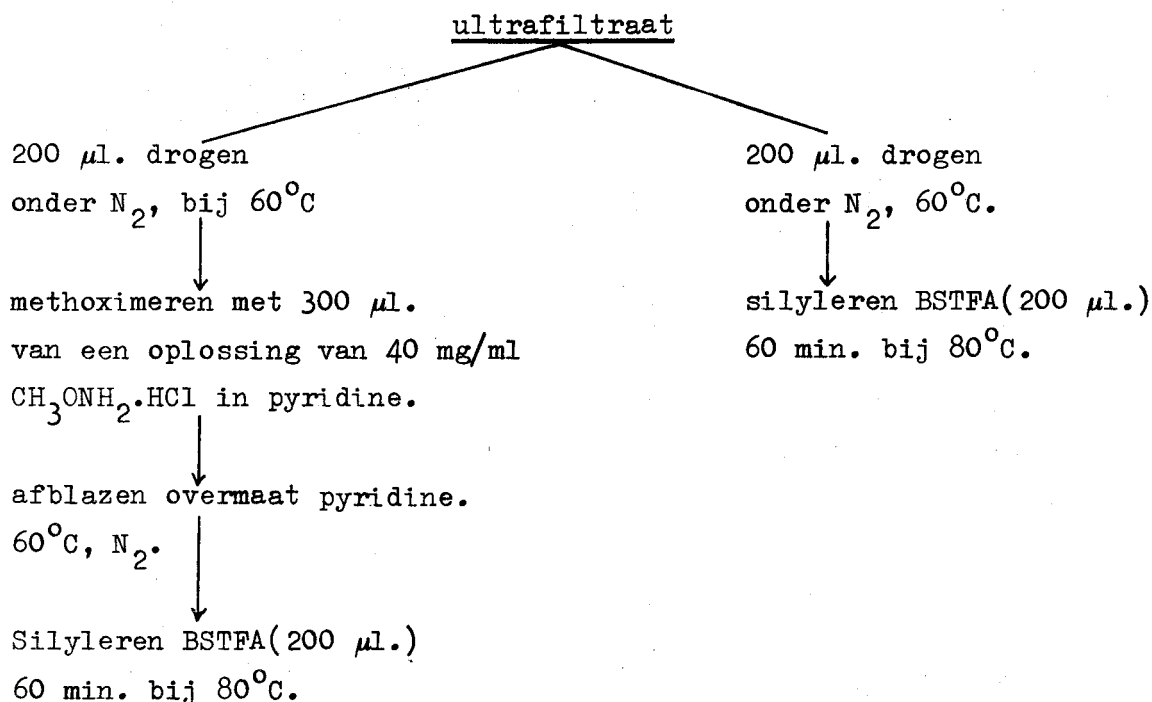 ultrafiltraat
200 µl. drogen
onder N2, bij 60°C
methoximeren met 300 µl.
van een oplossing van 40 mg/ml
CH3ONH2.HCl in pyridine.
afblazen overmaat pyridine.
60°C, N2.
Silyleren BSTFA(200 µl.)
60 min. bij 80°C.
200 µl. drogen
onder N2, 60°C.
silyleren BSTFA(200 µl.)
60 min. bij 80°C.